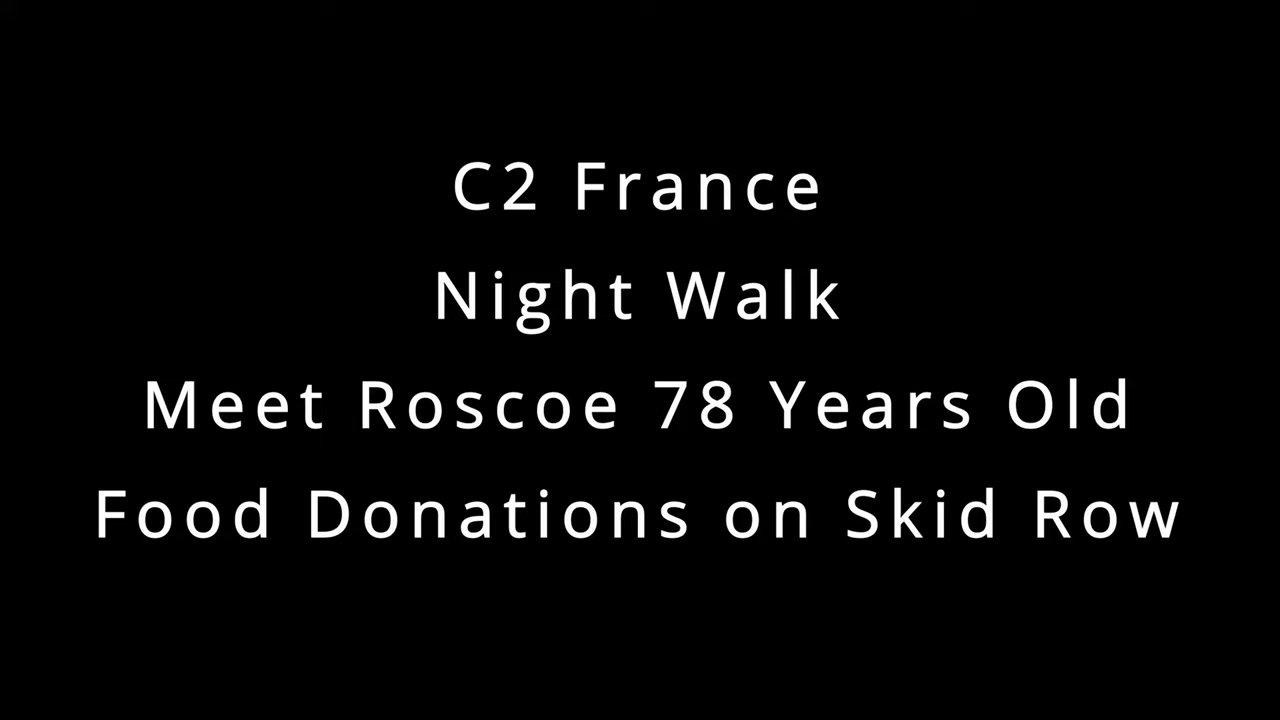 C2 France
Night Walk
Meet Roscoe 78 Years Old
Food Donations on Skid Row